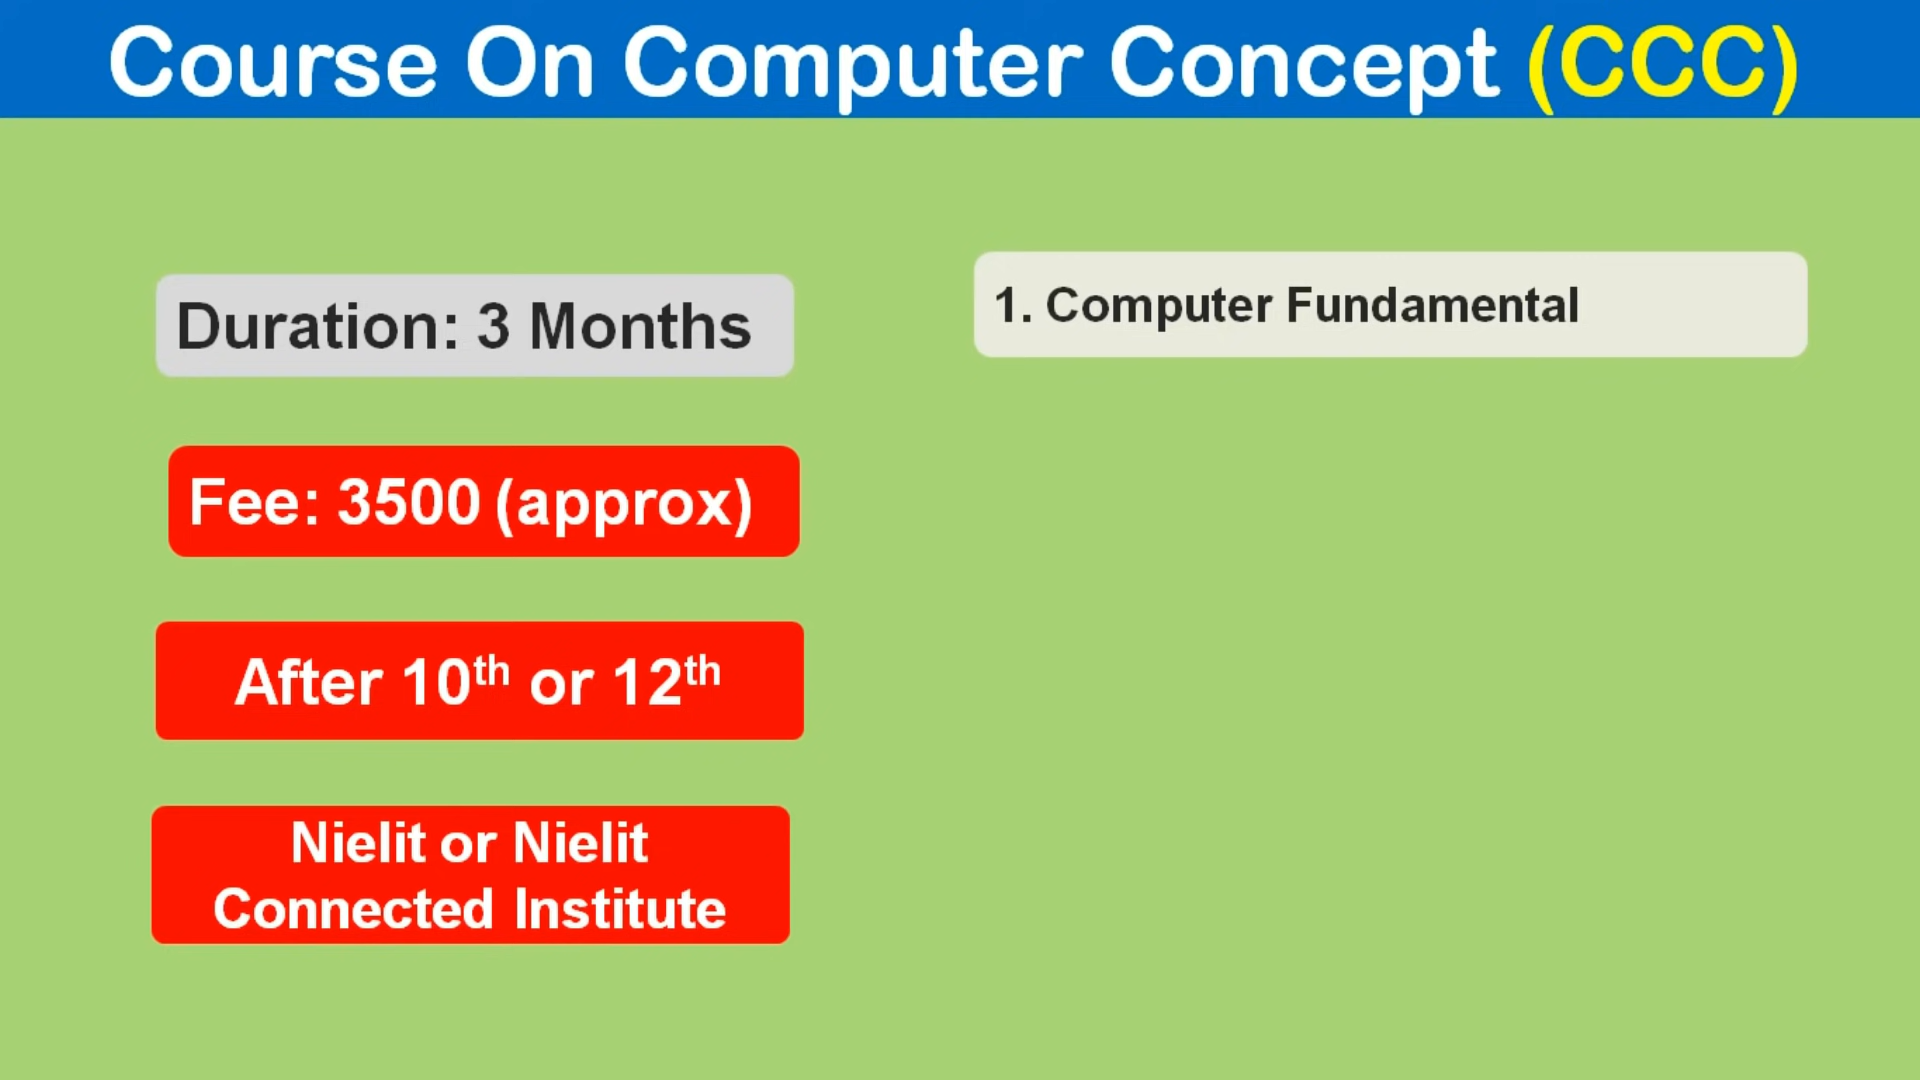 Course On Computer Concept (CCC)
Duration: 3 Months
Fee: 3500 (approx)
After 10th or 12th
Nielit or Nielit
Connected Institute
1. Computer Fundamental